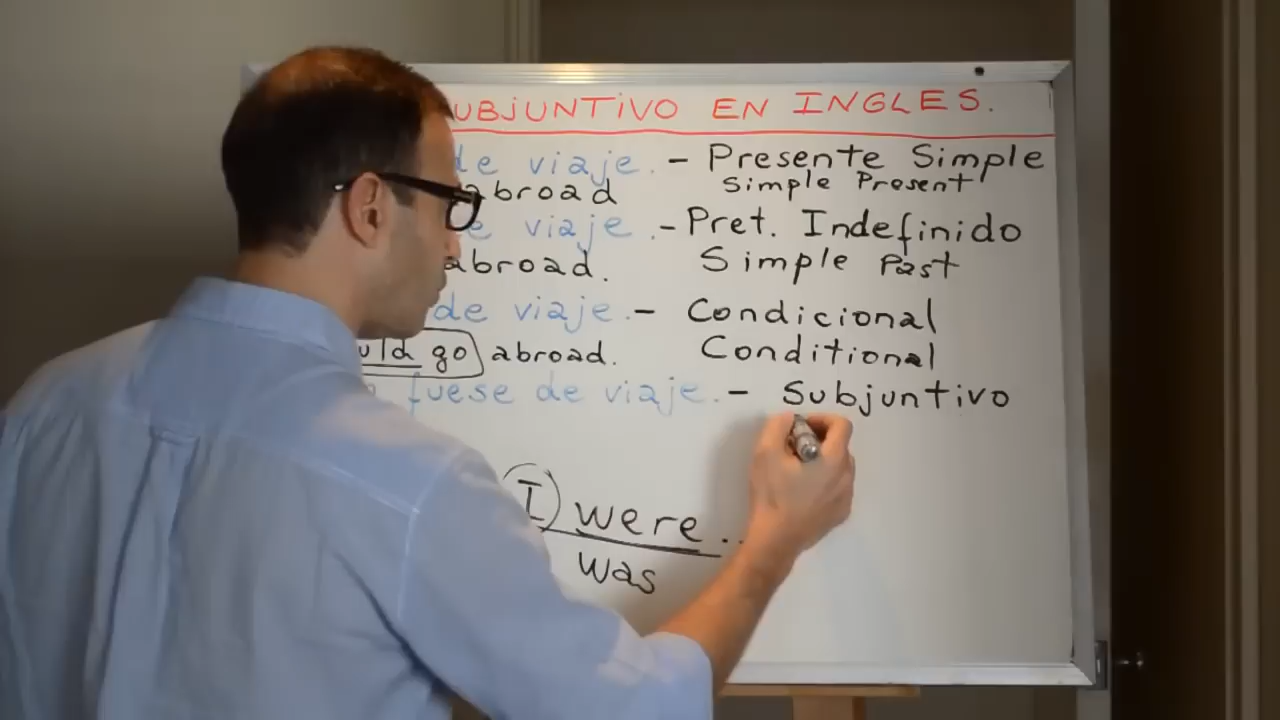 UBJUNTIVO EN INGLES.
de viaje. - Presente Simple
abroad Simple Present
e viaje. - Pret. Indefinido
abroad. Simple Past
de viaje. - Condicional
uld go abroad. Conditional
fuese de viaje. - Subjuntivo
I were..
was